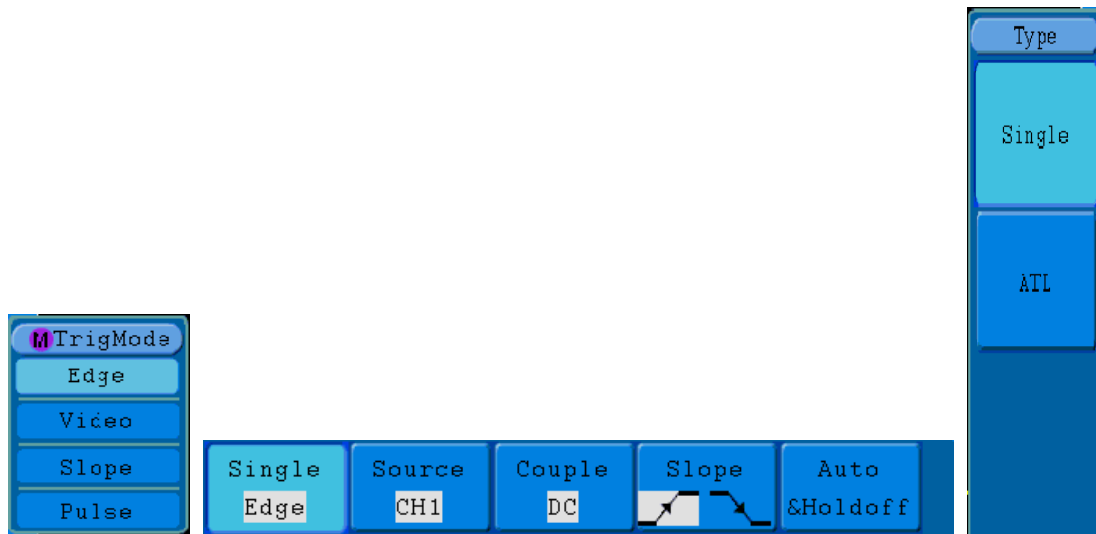 M TrigMode
Edge
Video
Slope
Pulse
Single
Edge
Source
CH1
Couple
DC
Slope
Auto
&Holdoff
Type
Single
ATL